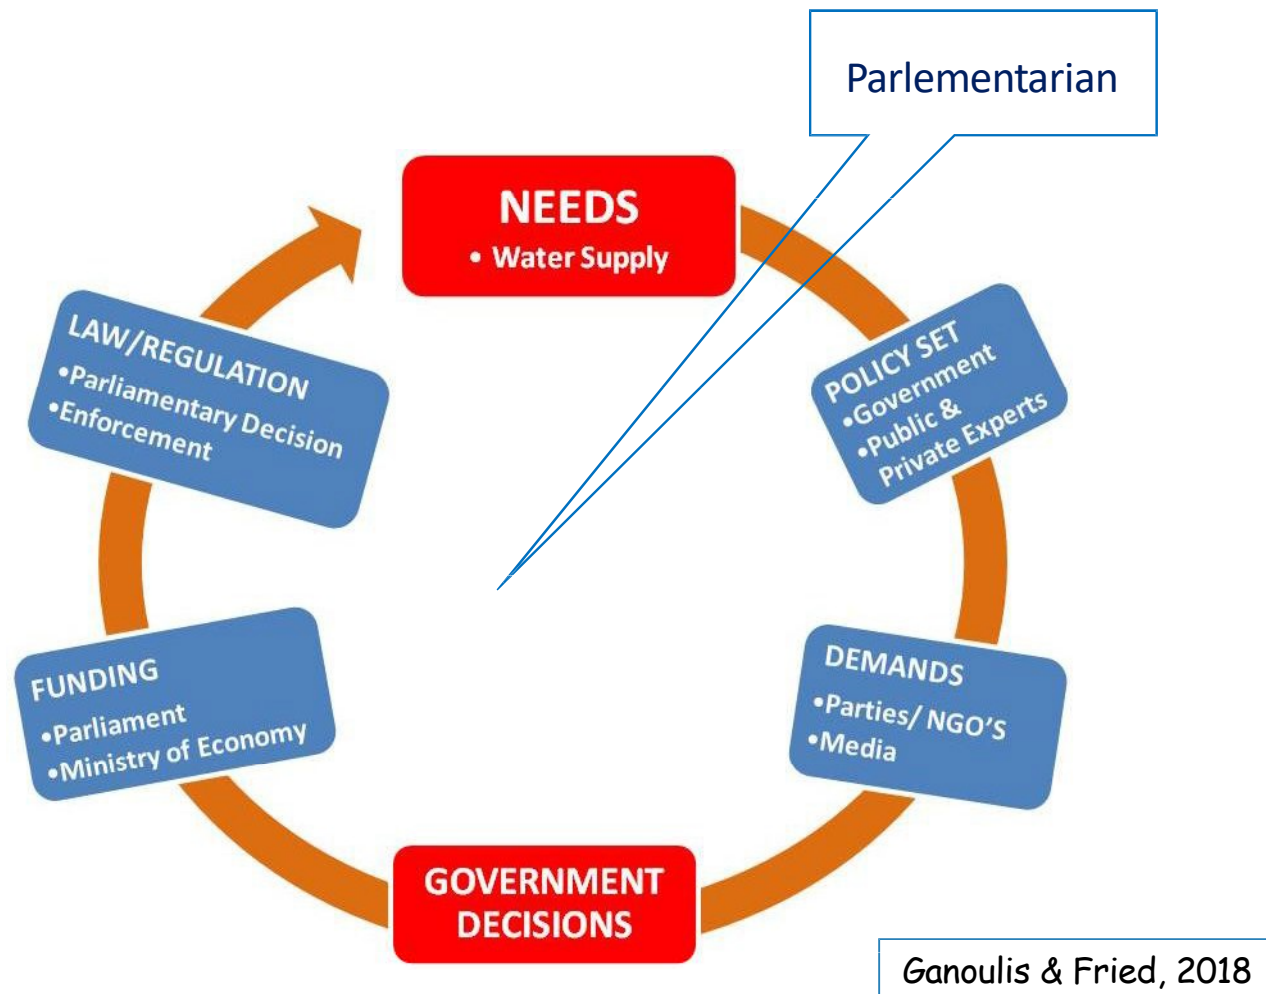 Parlementarian
NEEDS
• Water Supply
POLICY SET
•Government
•Public &
Private Experts
DEMANDS
•Parties/ NGO'S
•Media
GOVERNMENT
DECISIONS
FUNDING
•Parliament
•Ministry of Economy
LAW/REGULATION
•Parliamentary Decision
•Enforcement
Ganoulis & Fried, 2018